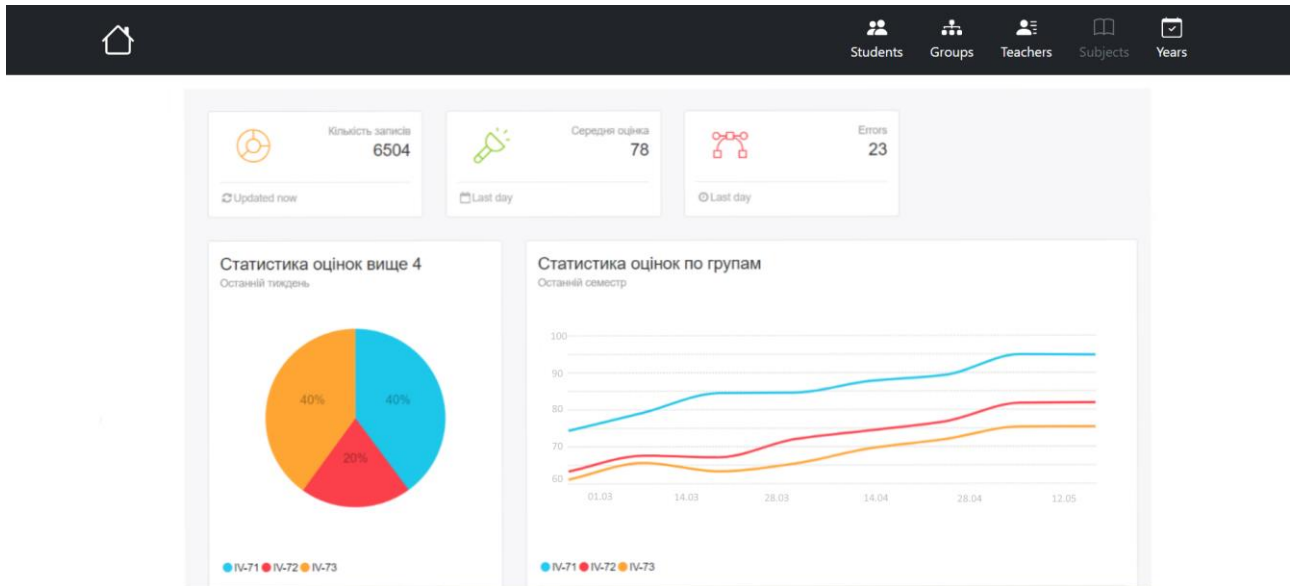 Students Groups Teachers Subjects Years
Кількість записів
6504
Updated now
Середня оцінка
78
Last day
Errors
23
Last day
Статистика оцінок вище 4
Останній тиждень
40% 40%
20%
IV-71 IV-72 IV-73
Статистика оцінок по групам
Останній семестр
100
90
80
70
60
01.03 14.03 28.03 14.04 28.04 12.05
IV-71 IV-72 IV-73